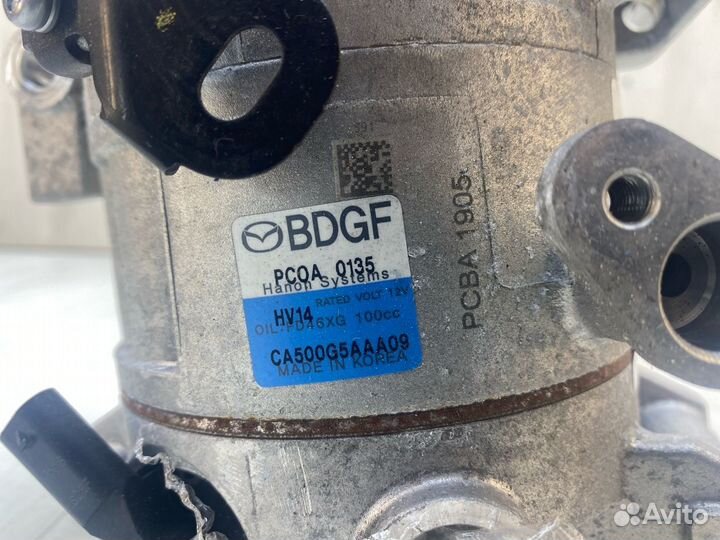 BDGF
PCOA 0135
Hanon Systems
HV14 RATED VOLT 12V
OIL:FD46XG 100cc
CA500G5AAA09
MADE IN KOREA
PCBA 1905
Avito